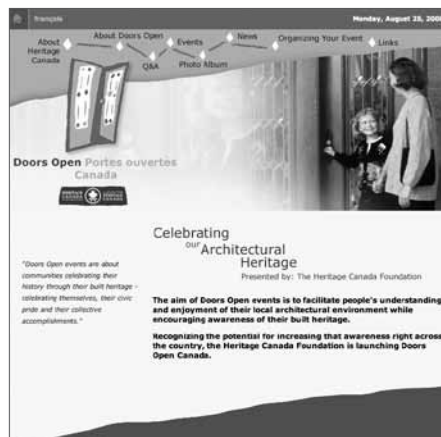 français
Monday, August 25, 200
About Heritage Canada
About Doors Open
Q&A
Events
Photo Album
News
Organizing Your Event
Links
Doors Open Portes ouvertes
Canada
Celebrating
our Architectural
Heritage
Presented by: The Heritage Canada Foundation
"Doors Open events are about
communities celebrating their
history through their built heritage -
celebrating themselves, their civic
pride and their collective
accomplishments."
The aim of Doors Open events is to facilitate people's understanding
and enjoyment of their local architectural environment while
encouraging awareness of their built heritage.
Recognizing the potential for increasing that awareness right across
the country, the Heritage Canada Foundation is launching Doors
Open Canada.